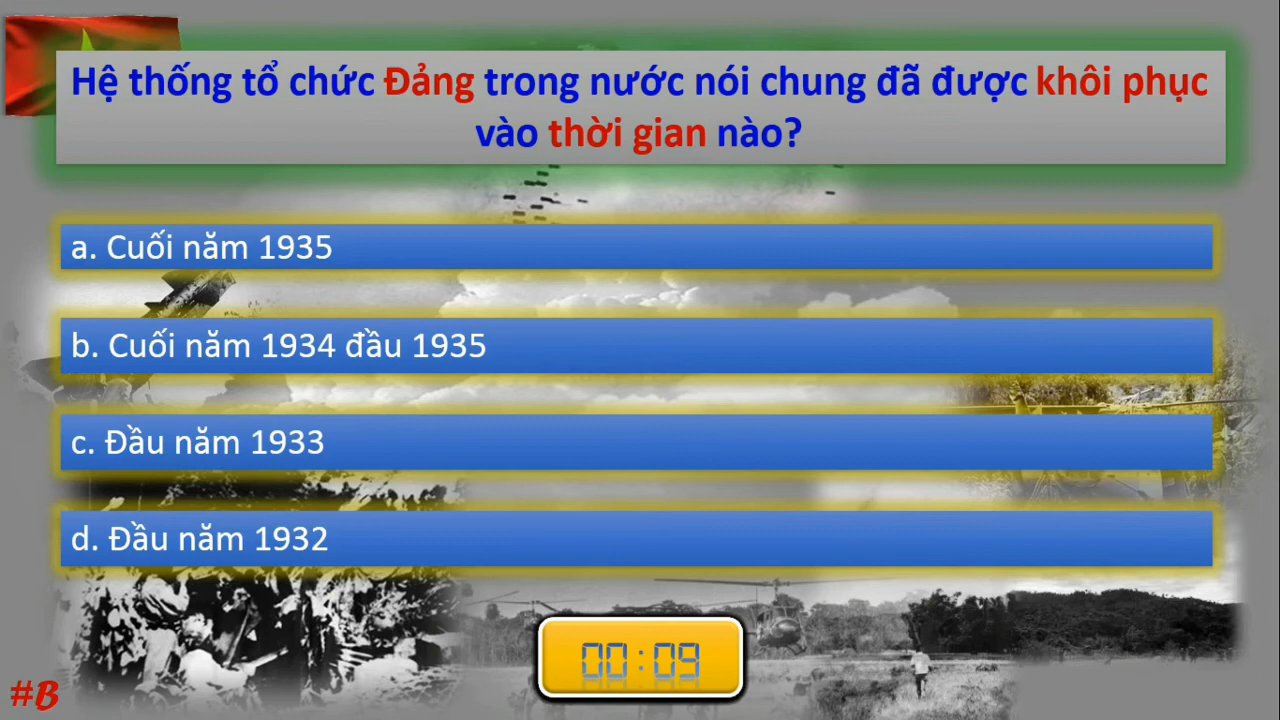 Hệ thống tổ chức Đảng trong nước nói chung đã được khôi phục
vào thời gian nào?
a. Cuối năm 1935
b. Cuối năm 1934 đầu 1935
c. Đầu năm 1933
d. Đầu năm 1932
00:09
#B